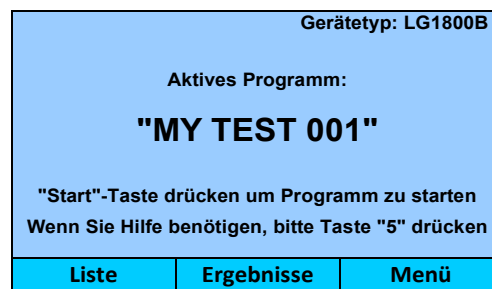 Gerätetyp: LG1800B
Aktives Programm:
"MY TEST 001"
"Start"-Taste drücken um Programm zu starten
Wenn Sie Hilfe benötigen, bitte Taste "5" drücken
Liste Ergebnisse Menü